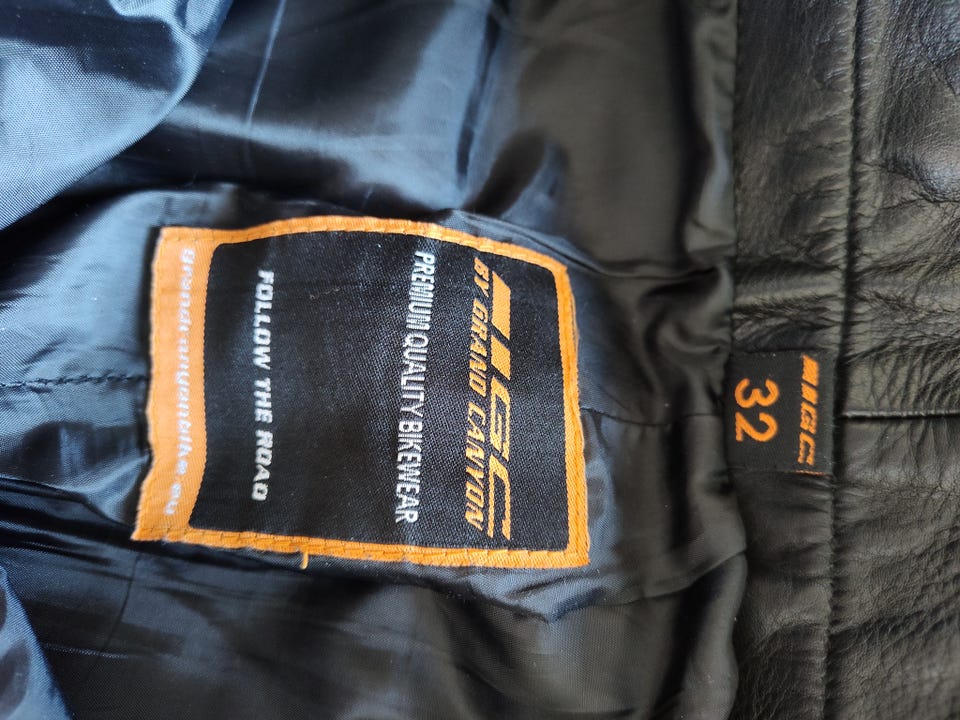 GC
BY GRAND CANYON
PREMIUM QUALITY BIKEWEAR
FOLLOW THE ROAD
GC
32